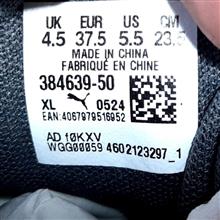 UK EUR US CM
4.5 37.5 5.5 23.5
MADE IN CHINA
FABRIQUÉ EN CHINE
384639-50
XL 0524
EAN:4067979516952
AD 10KXV
WGG00059 4602123297_1